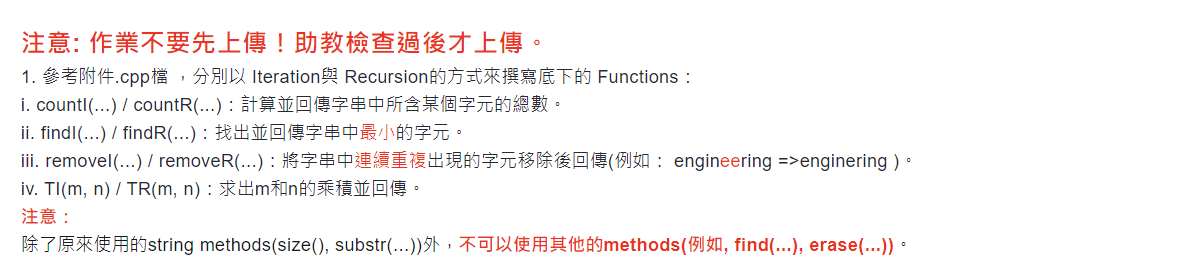 注意: 作業不要先上傳！助教檢查過後才上傳。
1. 參考附件.cpp檔 ，分別以 Iteration與 Recursion的方式來撰寫底下的 Functions：
i. countI(...) / countR(...)：計算並回傳字串中所含某個字元的總數。
ii. findI(...) / findR(...)：找出並回傳字串中最小的字元。
iii. removeI(...) / removeR(...)：將字串中連續重複出現的字元移除後回傳(例如： engineering =>enginering )。
iv. TI(m, n) / TR(m, n)：求出m和n的乘積並回傳。
注意：
除了原來使用的string methods(size(), substr(...))外，不可以使用其他的methods(例如, find(...), erase(...))。